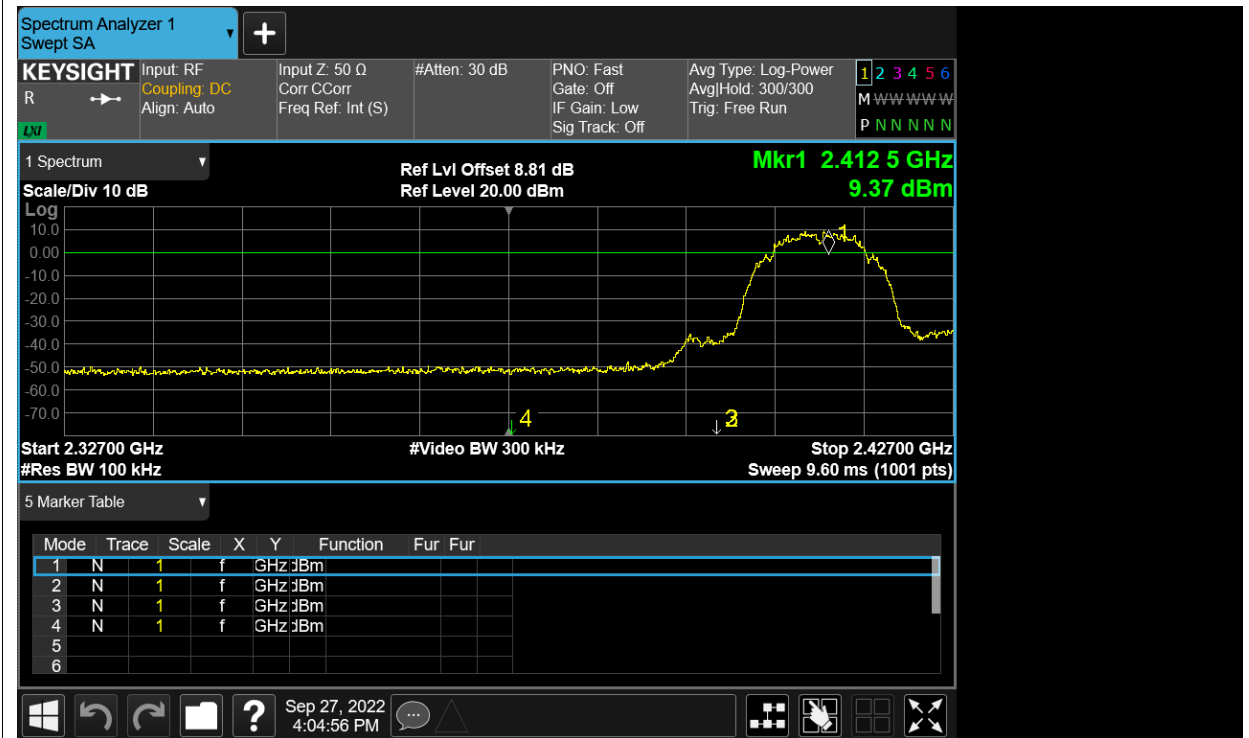 Spectrum Analyzer 1
Swept SA
+
KEYSIGHT
R
LXI
Input: RF
Coupling: DC
Align: Auto
Input Z: 50 Ω
Corr CCorr
Freq Ref: Int (S)
#Atten: 30 dB
PNO: Fast
Gate: Off
IF Gain: Low
Sig Track: Off
Avg Type: Log-Power
Avg|Hold: 300/300
Trig: Free Run
1 2 3 4 5 6
M W W W W W
P N N N N N
1 Spectrum
Scale/Div 10 dB
Ref Lvl Offset 8.81 dB
Ref Level 20.00 dBm
Mkr1 2.412 5 GHz
9.37 dBm
Log
10.0
0.00
-10.0
-20.0
-30.0
-40.0
-50.0
-60.0
-70.0
1
4
Start 2.32700 GHz
#Video BW 300 kHz
Stop 2.42700 GHz
#Res BW 100 kHz
Sweep 9.60 ms (1001 pts)
5 Marker Table
Mode Trace Scale X Y Function Fur Fur
1 N 1 f GHz dBm
2 N 1 f GHz dBm
3 N 1 f GHz dBm
4 N 1 f GHz dBm
5
6
?
Sep 27, 2022
4:04:56 PM